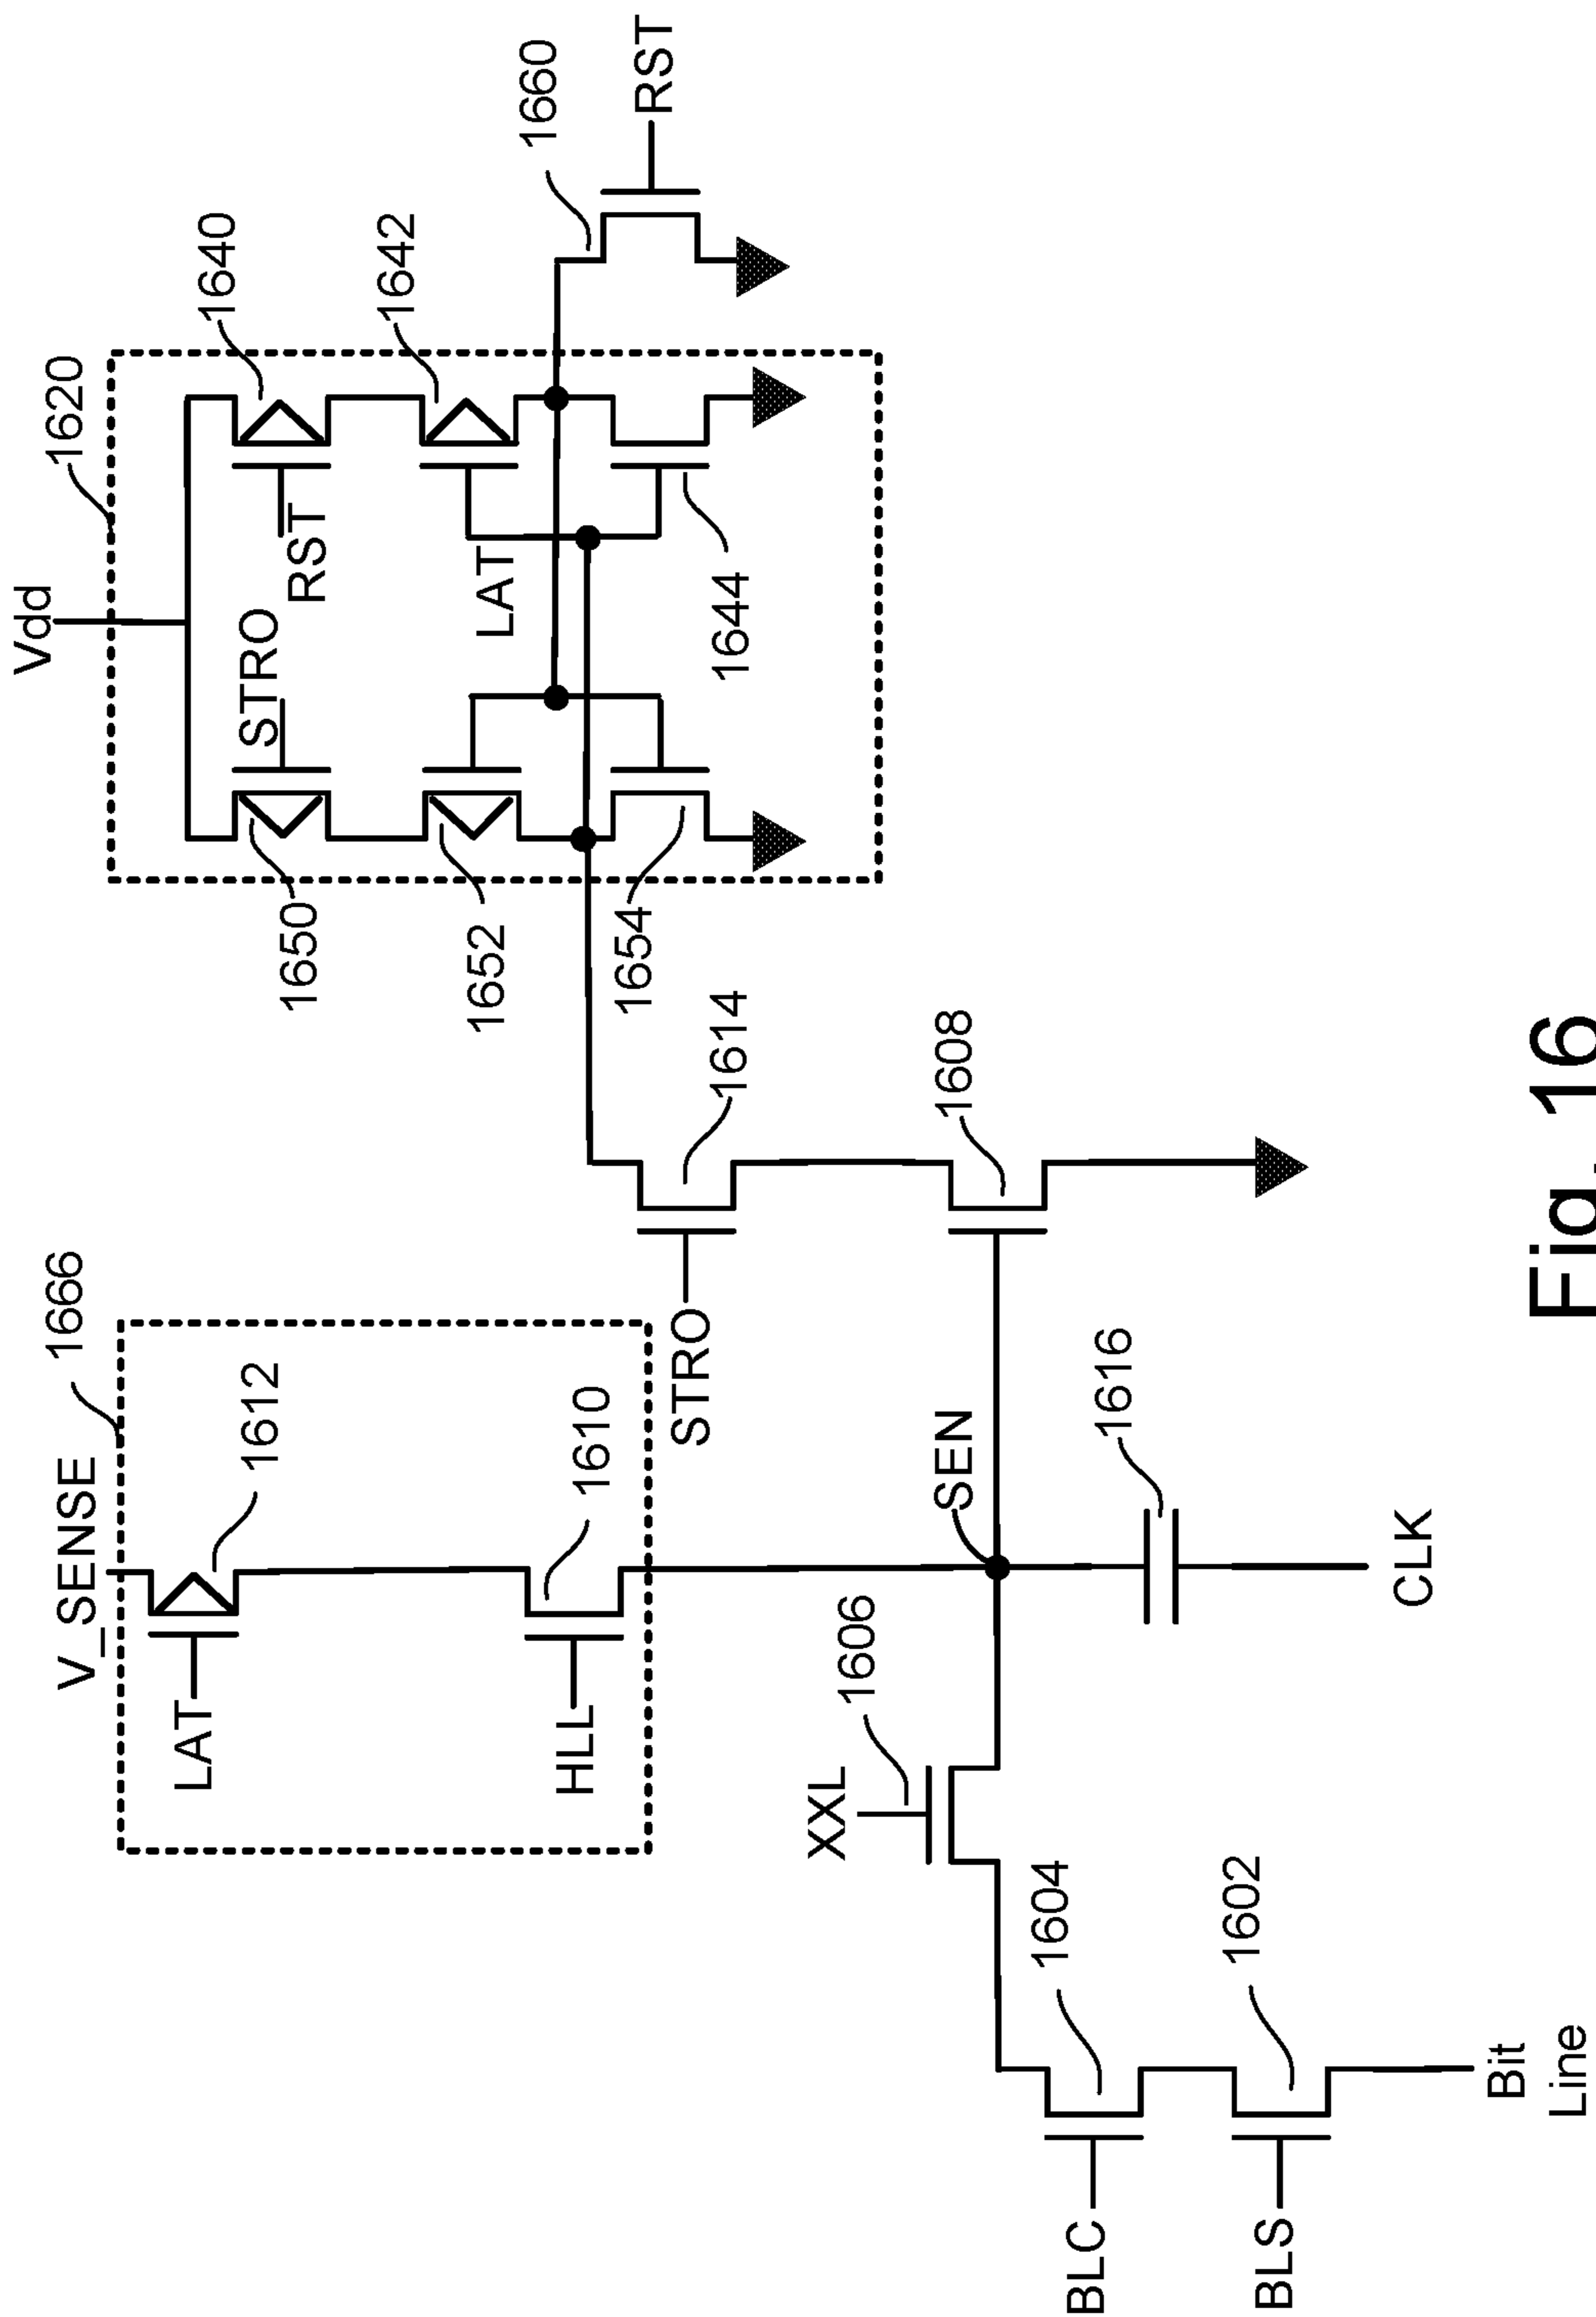 Vdd
1620
1640
1642
1660
RST
STRO
RST
LAT
1644
1650
1652
1654
1614
1608
1666
V_SENSE
LAT
1612
HLL
1610
STRO
SEN
1616
CLK
XXL
1606
BLC
1604
BLS
1602
Bit
Line
Fig. 16